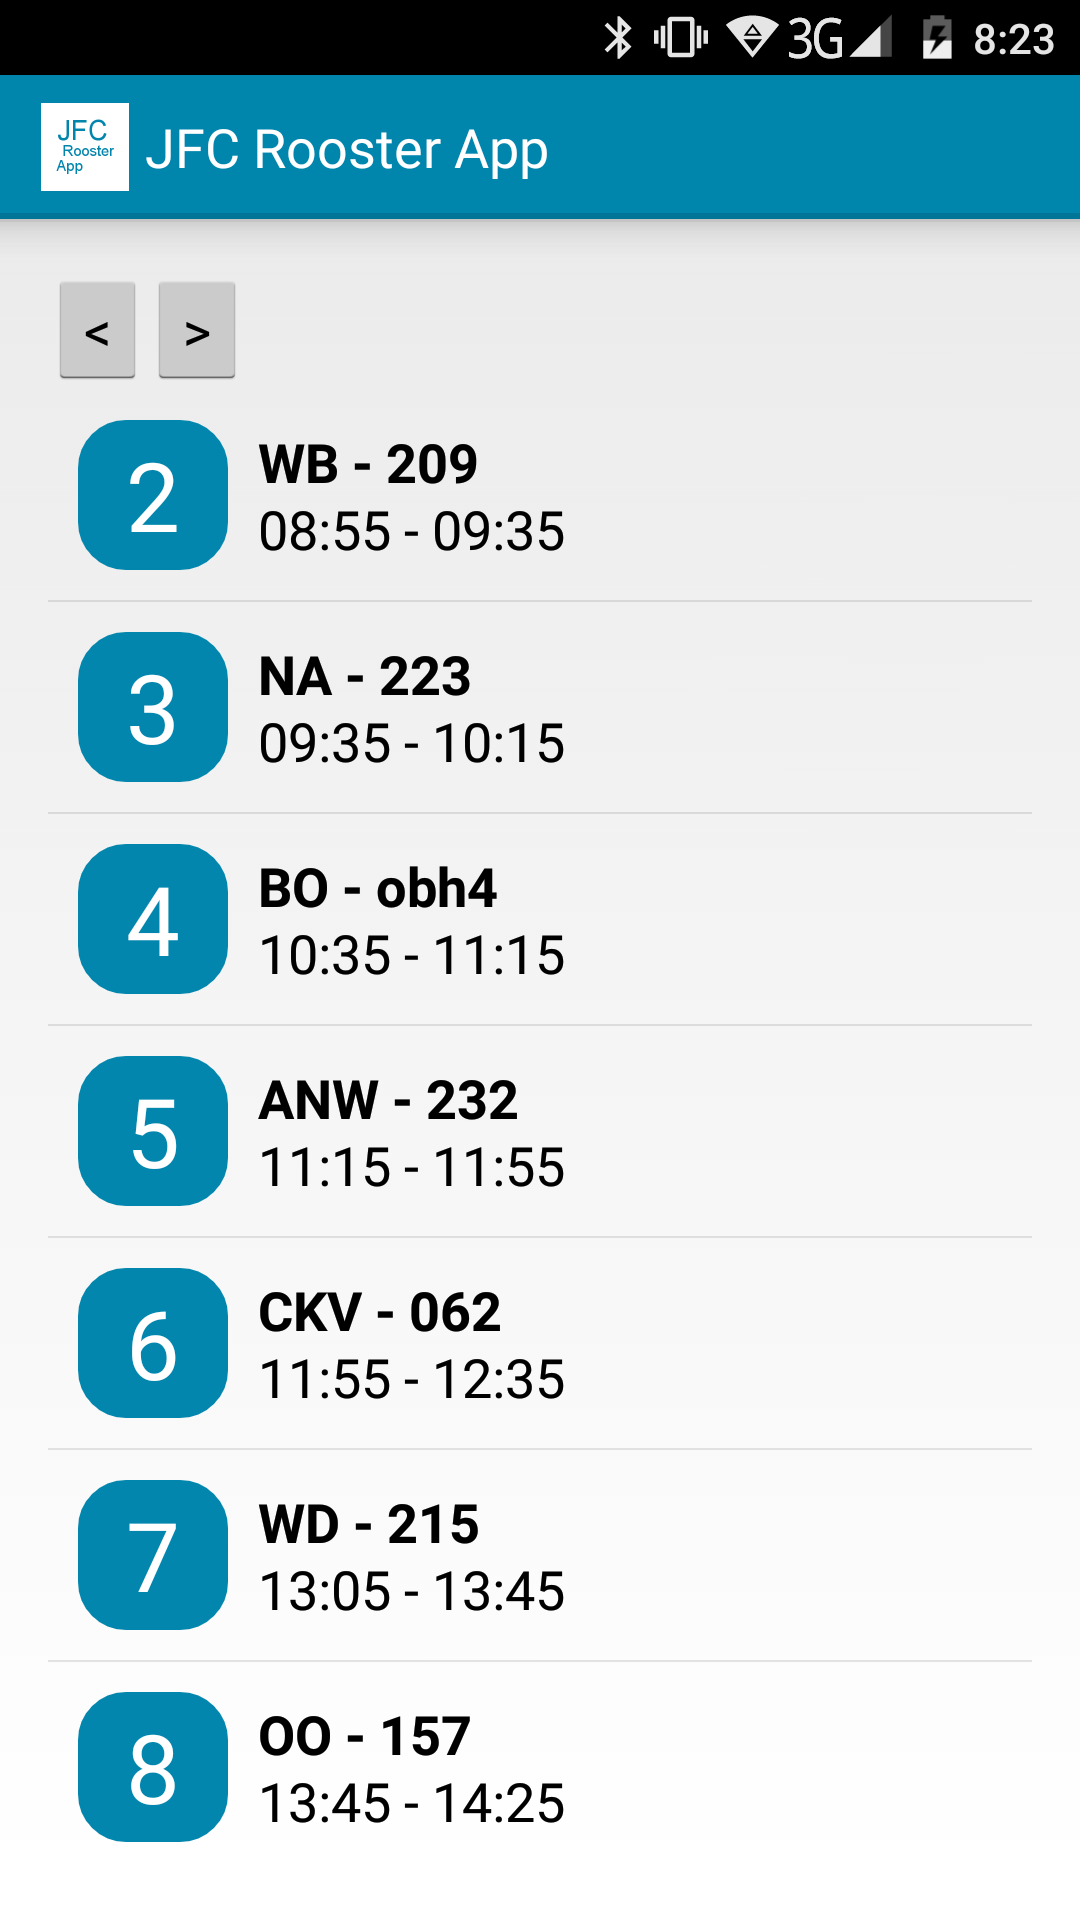 3G 8:23
JFC
Rooster
App
JFC Rooster App
< >
2
WB - 209
08:55 - 09:35
3
NA - 223
09:35 - 10:15
4
BO - obh4
10:35 - 11:15
5
ANW - 232
11:15 - 11:55
6
CKV - 062
11:55 - 12:35
7
WD - 215
13:05 - 13:45
8
OO - 157
13:45 - 14:25